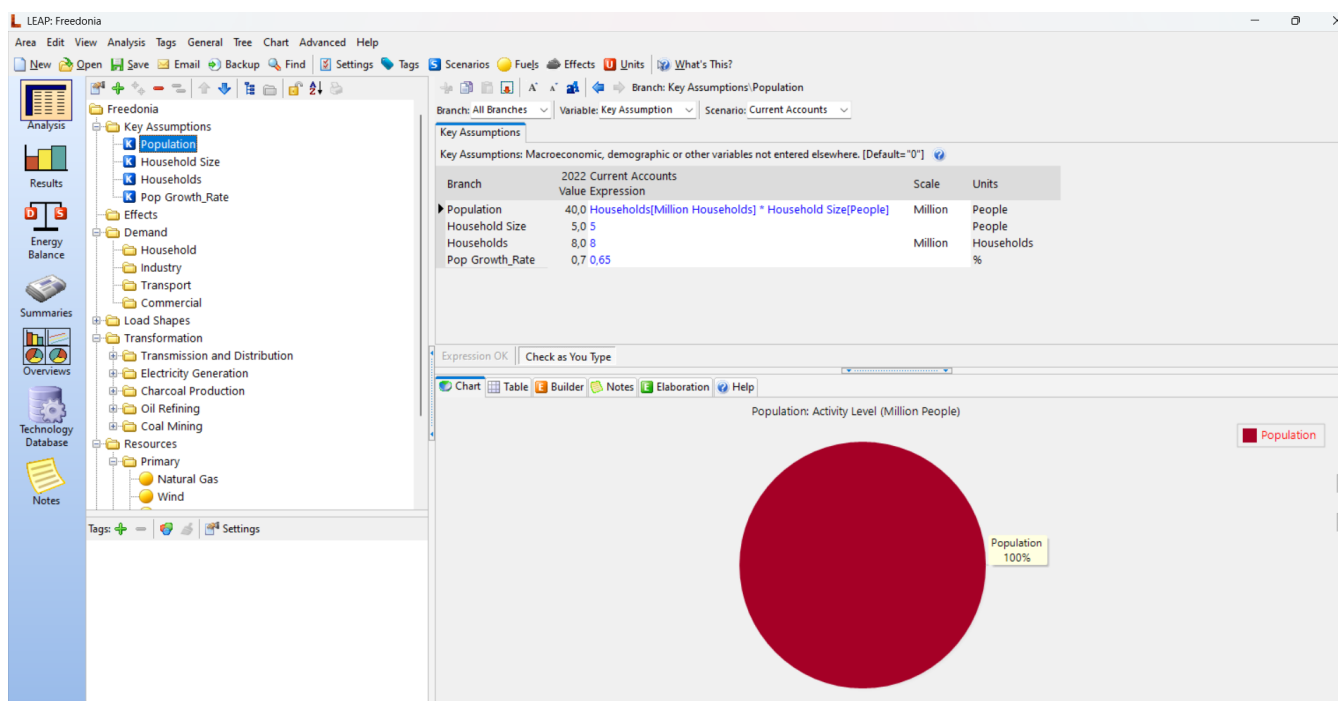 LEAP: Freedonia
Area Edit View Analysis Tags General Tree Chart Advanced Help
New Open Save Email Backup Find Settings Tags Scenarios Fuels Effects Units What's This?
Analysis
Results
Energy
Balance
Summaries
Overviews
Technology
Database
Notes
Freedonia
Key Assumptions
Population
Household Size
Households
Pop Growth_Rate
Effects
Demand
Household
Industry
Transport
Commercial
Load Shapes
Transformation
Transmission and Distribution
Electricity Generation
Charcoal Production
Oil Refining
Coal Mining
Resources
Primary
Natural Gas
Wind
Tags: Settings
Branch: Key Assumptions\Population
Branch: All Branches Variable: Key Assumption Scenario: Current Accounts
Key Assumptions
Key Assumptions: Macroeconomic, demographic or other variables not entered elsewhere. [Default="0"]
Branch 2022 Current Accounts Scale Units
Value Expression
Population 40,0 Households[Million Households] * Household Size[People] Million People
Household Size 5,0 5 People
Households 8,0 8 Million Households
Pop Growth_Rate 0,7 0,65 %
Expression OK Check as You Type
Chart Table Builder Notes Elaboration Help
Population: Activity Level (Million People)
Population
Population
100%